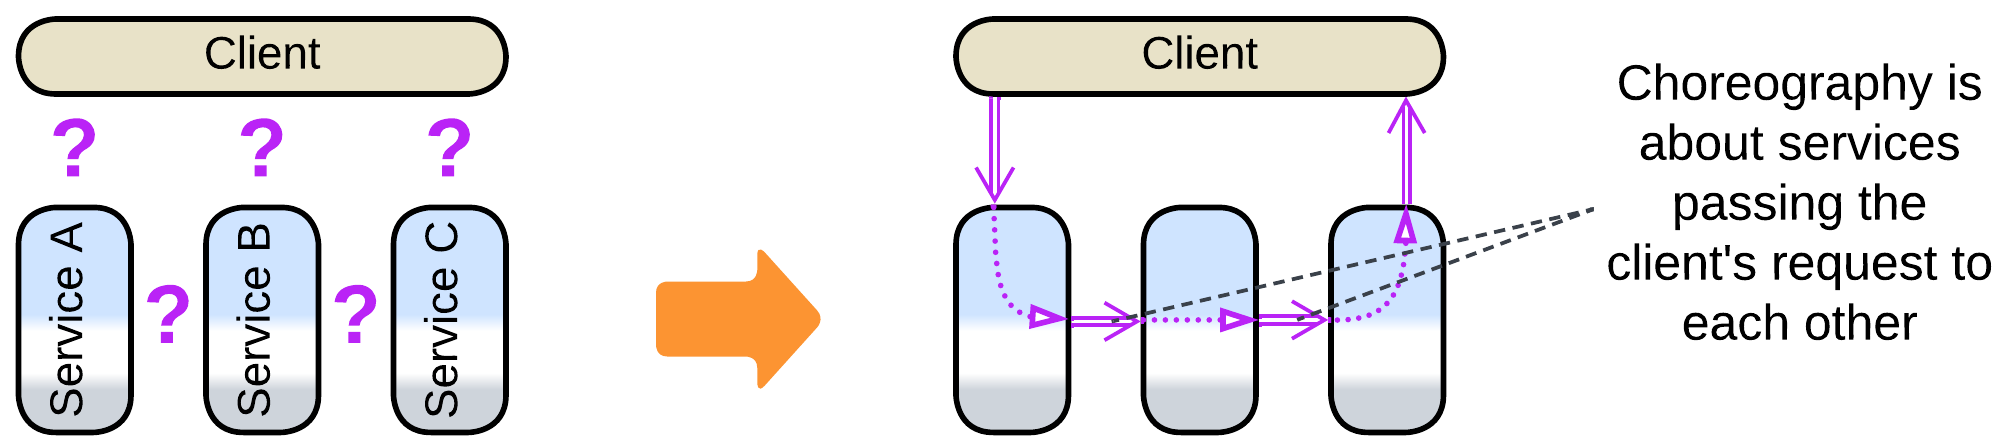 Client
?
?
?
Service A
?
Service B
?
Service C
Client
Choreography is
about services
passing the
client's request to
each other